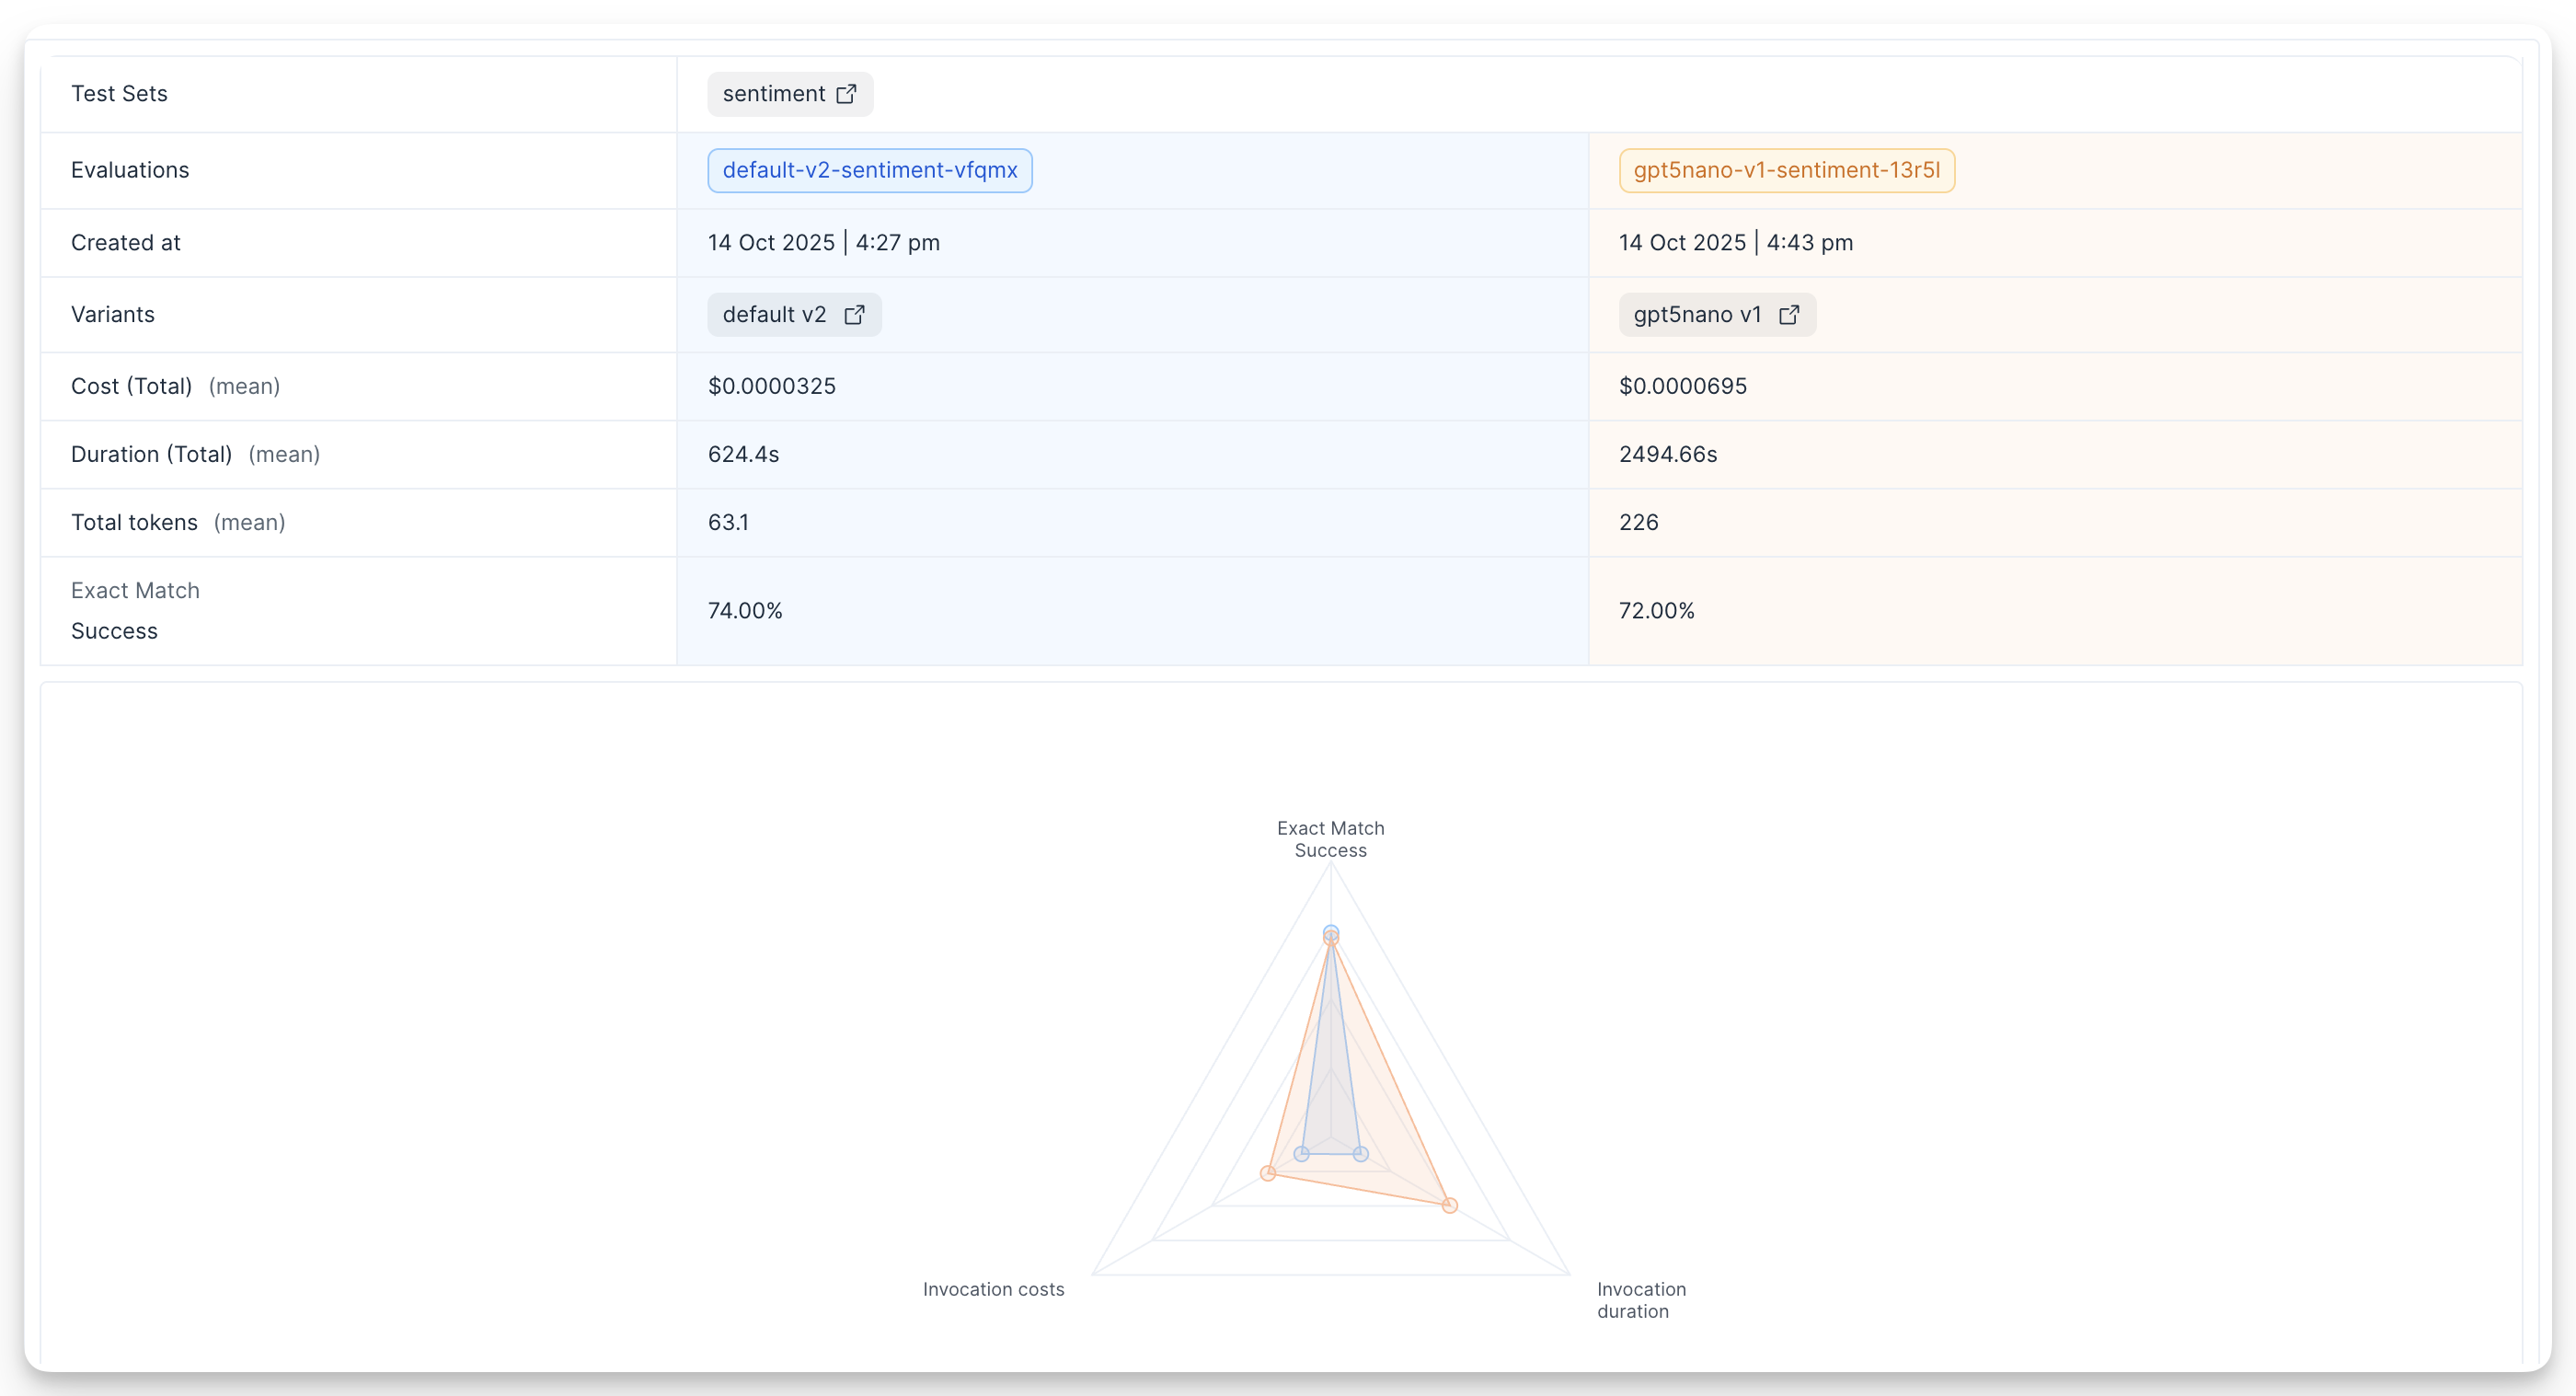 Test Sets sentiment
Evaluations default-v2-sentiment-vfqmx gpt5nano-v1-sentiment-13r5l
Created at 14 Oct 2025 | 4:27 pm 14 Oct 2025 | 4:43 pm
Variants default v2 gpt5nano v1
Cost (Total) (mean) $0.0000325 $0.0000695
Duration (Total) (mean) 624.4s 2494.66s
Total tokens (mean) 63.1 226
Exact Match
Success 74.00% 72.00%
Exact Match
Success
Invocation costs
Invocation
duration